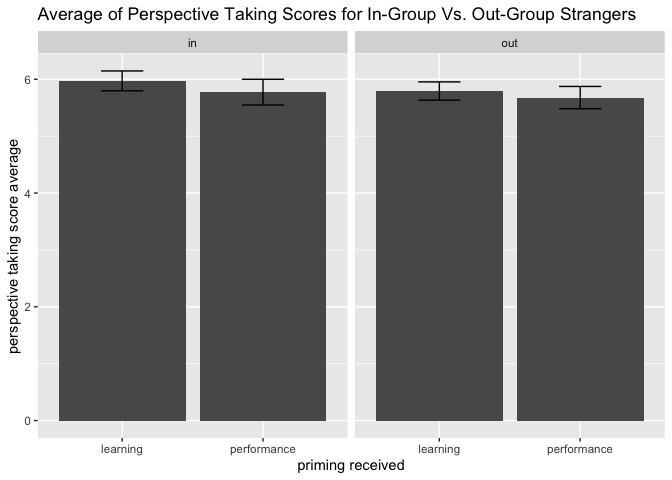 Average of Perspective Taking Scores for In-Group Vs. Out-Group Strangers
in
out
perspective taking score average
6
4
2
0
learning
performance
learning
performance
priming received